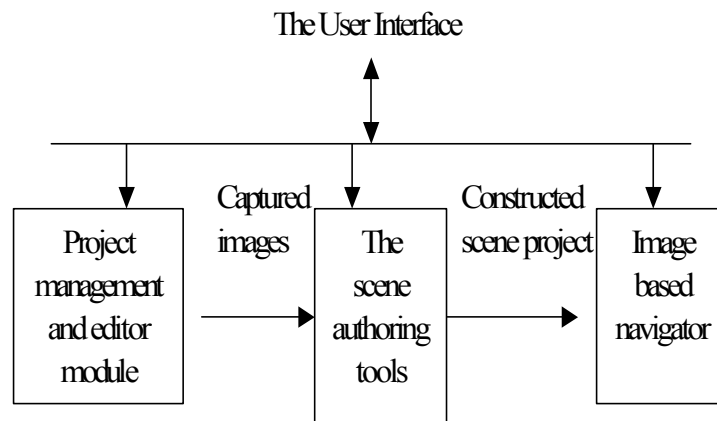 The User Interface
Captured
images
Constructed
scene project
Project
management
and editor
module
The
scene
authoring
tools
Image
based
navigator